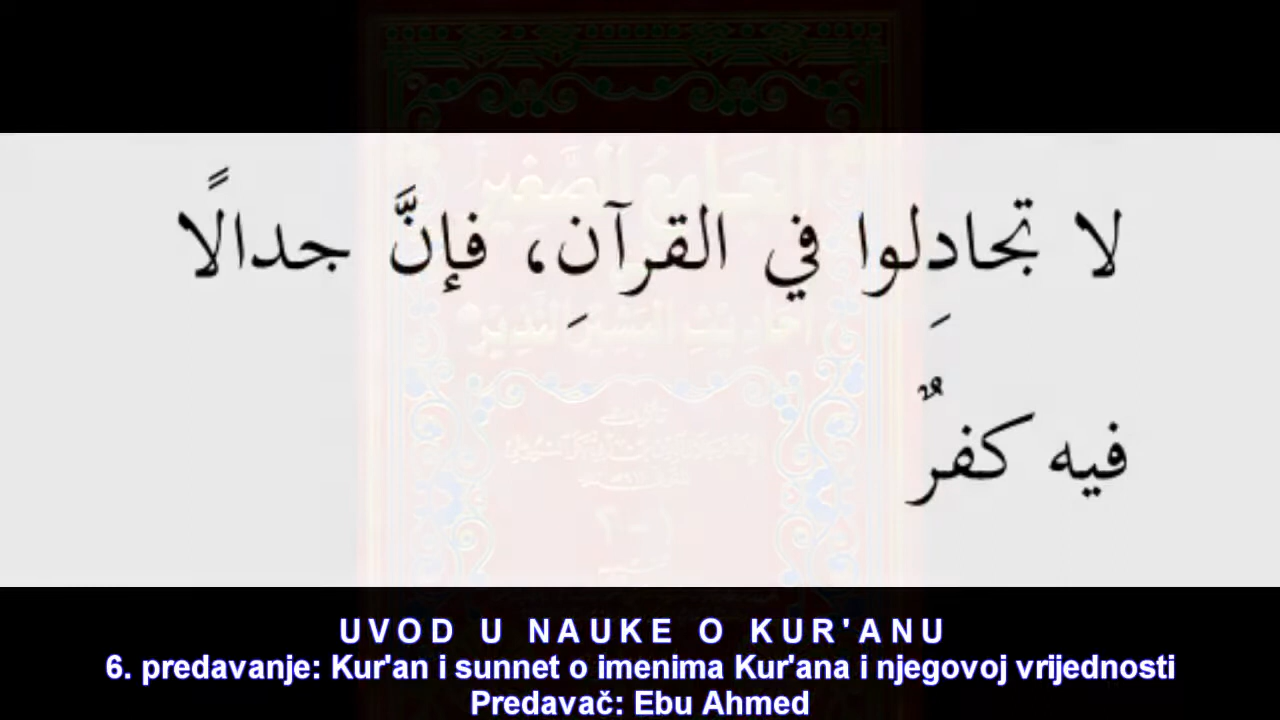 لا تجادِلوا في القرآنِ، فإنَّ جدالًا
فيه كفرٌ
UVOD U NAUKE O KUR'ANU
6. predavanje: Kur'an i sunnet o imenima Kur'ana i njegovoj vrijednosti
Predavač: Ebu Ahmed